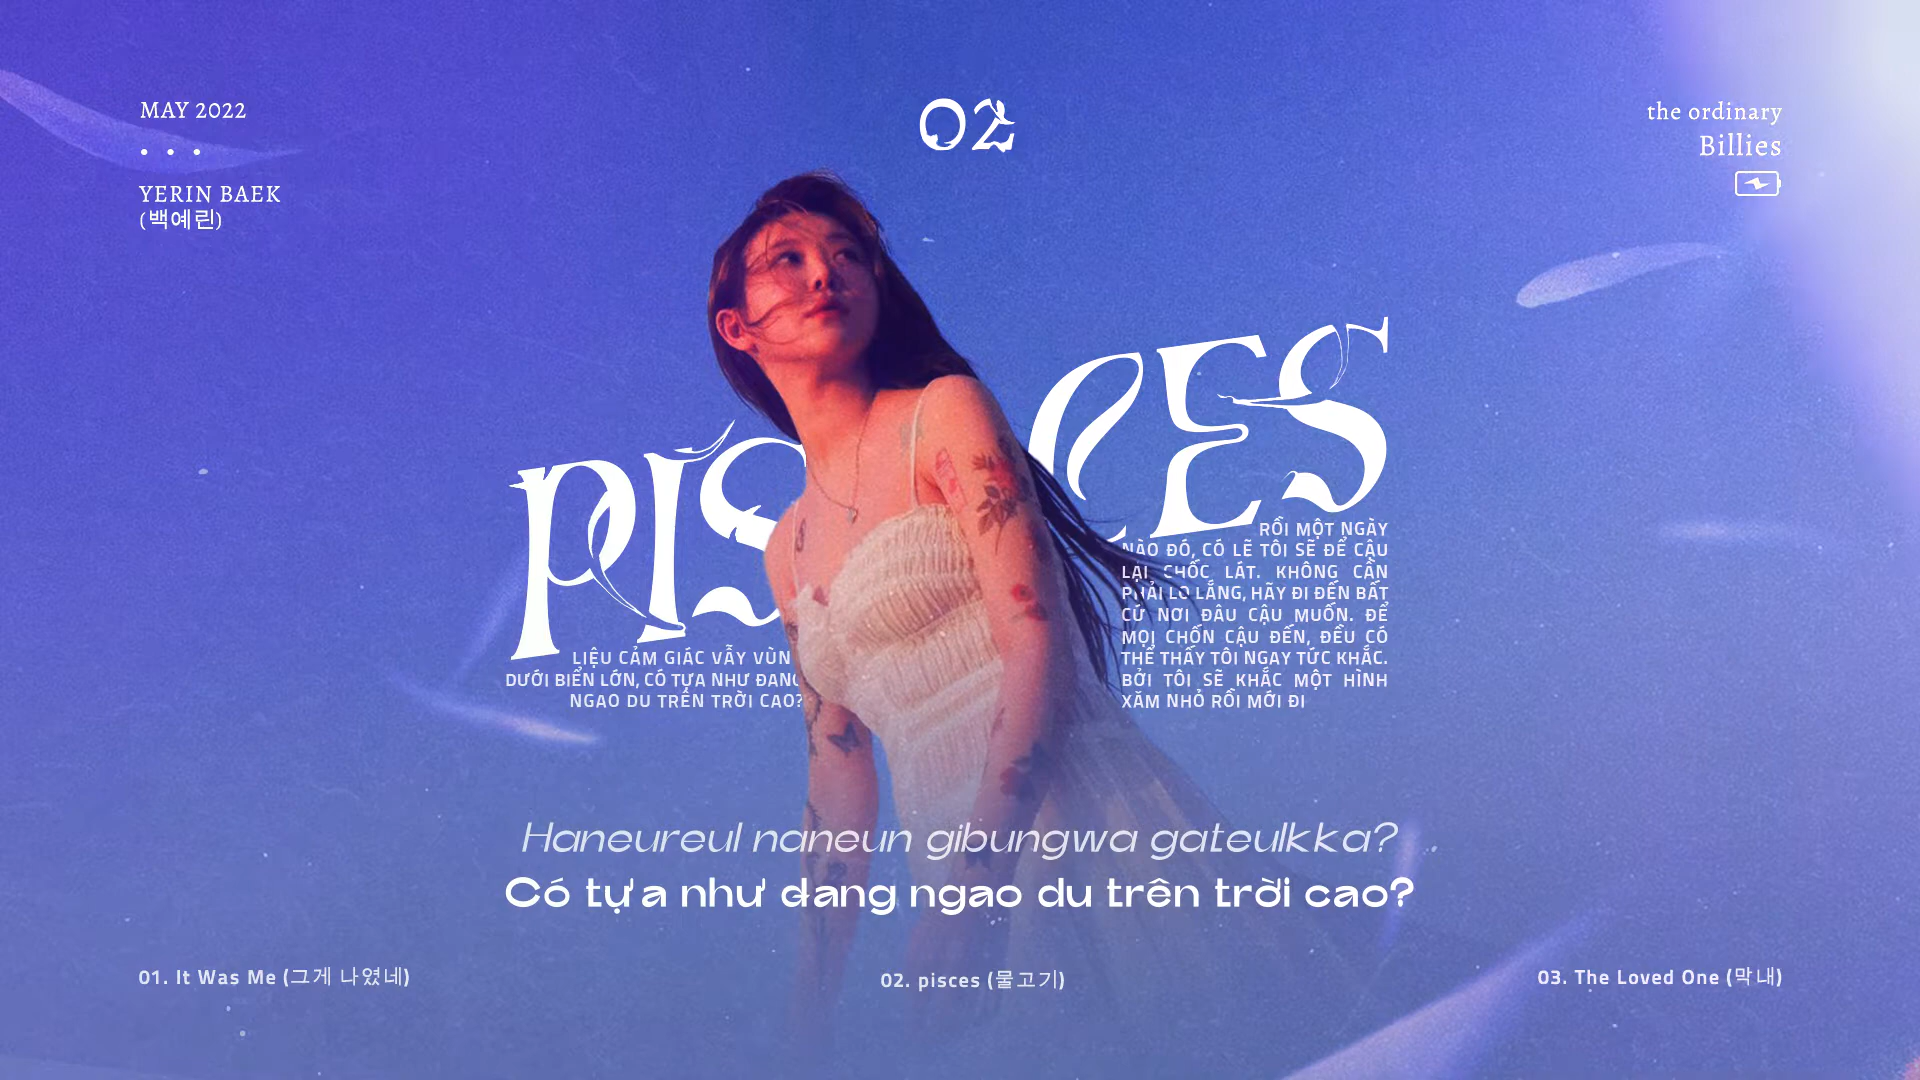 MAY 2022
• • •
YERIN BAEK
(백예린)
02
the ordinary
Billies
PISCES
LIỆU CẢM GIÁC VẪY VÙN
DƯỚI BIỂN LỚN, CÓ TỰA NHƯ ĐANG
NGAO DU TRÊN TRỜI CAO?
RỒI MỘT NGÀY
NÀO ĐÓ, CÓ LẼ TÔI SẼ ĐỂ CẬU
LẠI CHỐC LÁT. KHÔNG CẦN
PHẢI LO LẮNG, HÃY ĐI ĐẾN BẤT
CỨ NƠI ĐÂU CẬU MUỐN. ĐỂ
MỌI CHỐN CẬU ĐẾN, ĐỀU CÓ
THỂ THẤY TÔI NGAY TỨC KHẮC.
BỞI TÔI SẼ KHẮC MỘT HÌNH
XĂM NHỎ RỒI MỚI ĐI
Haneureul naneun gibungwa gateulkka?
Có tựa như đang ngao du trên trời cao?
01. It Was Me (그게 나였네)
02. pisces (물고기)
03. The Loved One (막내)